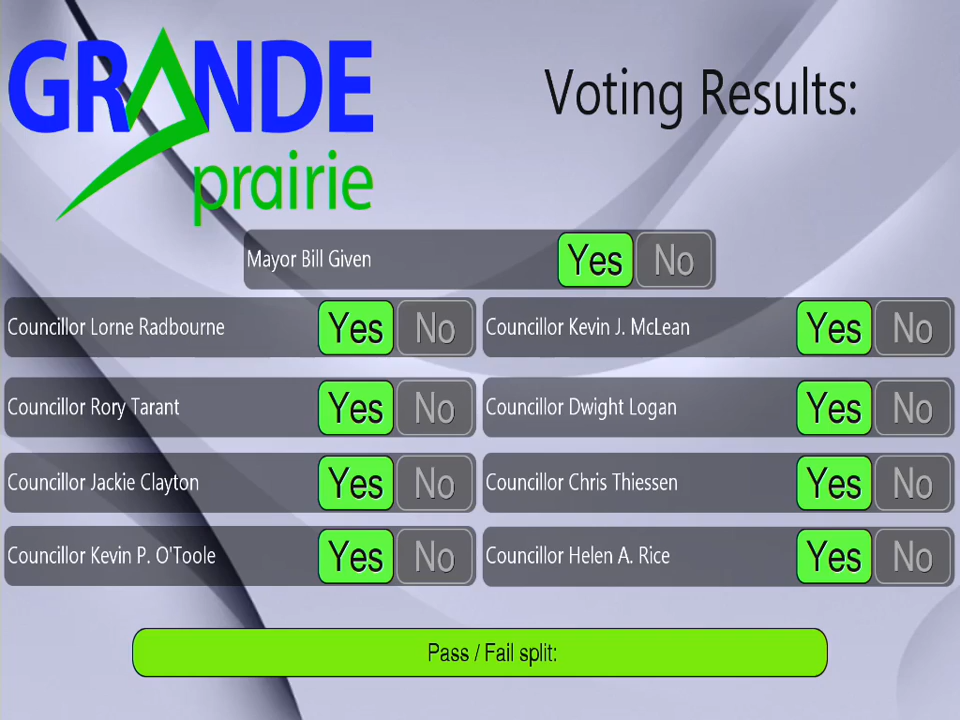 GRANDE
prairie
Voting Results:
Mayor Bill Given Yes No
Councillor Lorne Radbourne Yes No
Councillor Kevin J. McLean Yes No
Councillor Rory Tarant Yes No
Councillor Dwight Logan Yes No
Councillor Jackie Clayton Yes No
Councillor Chris Thiessen Yes No
Councillor Kevin P. O'Toole Yes No
Councillor Helen A. Rice Yes No
Pass / Fail split: